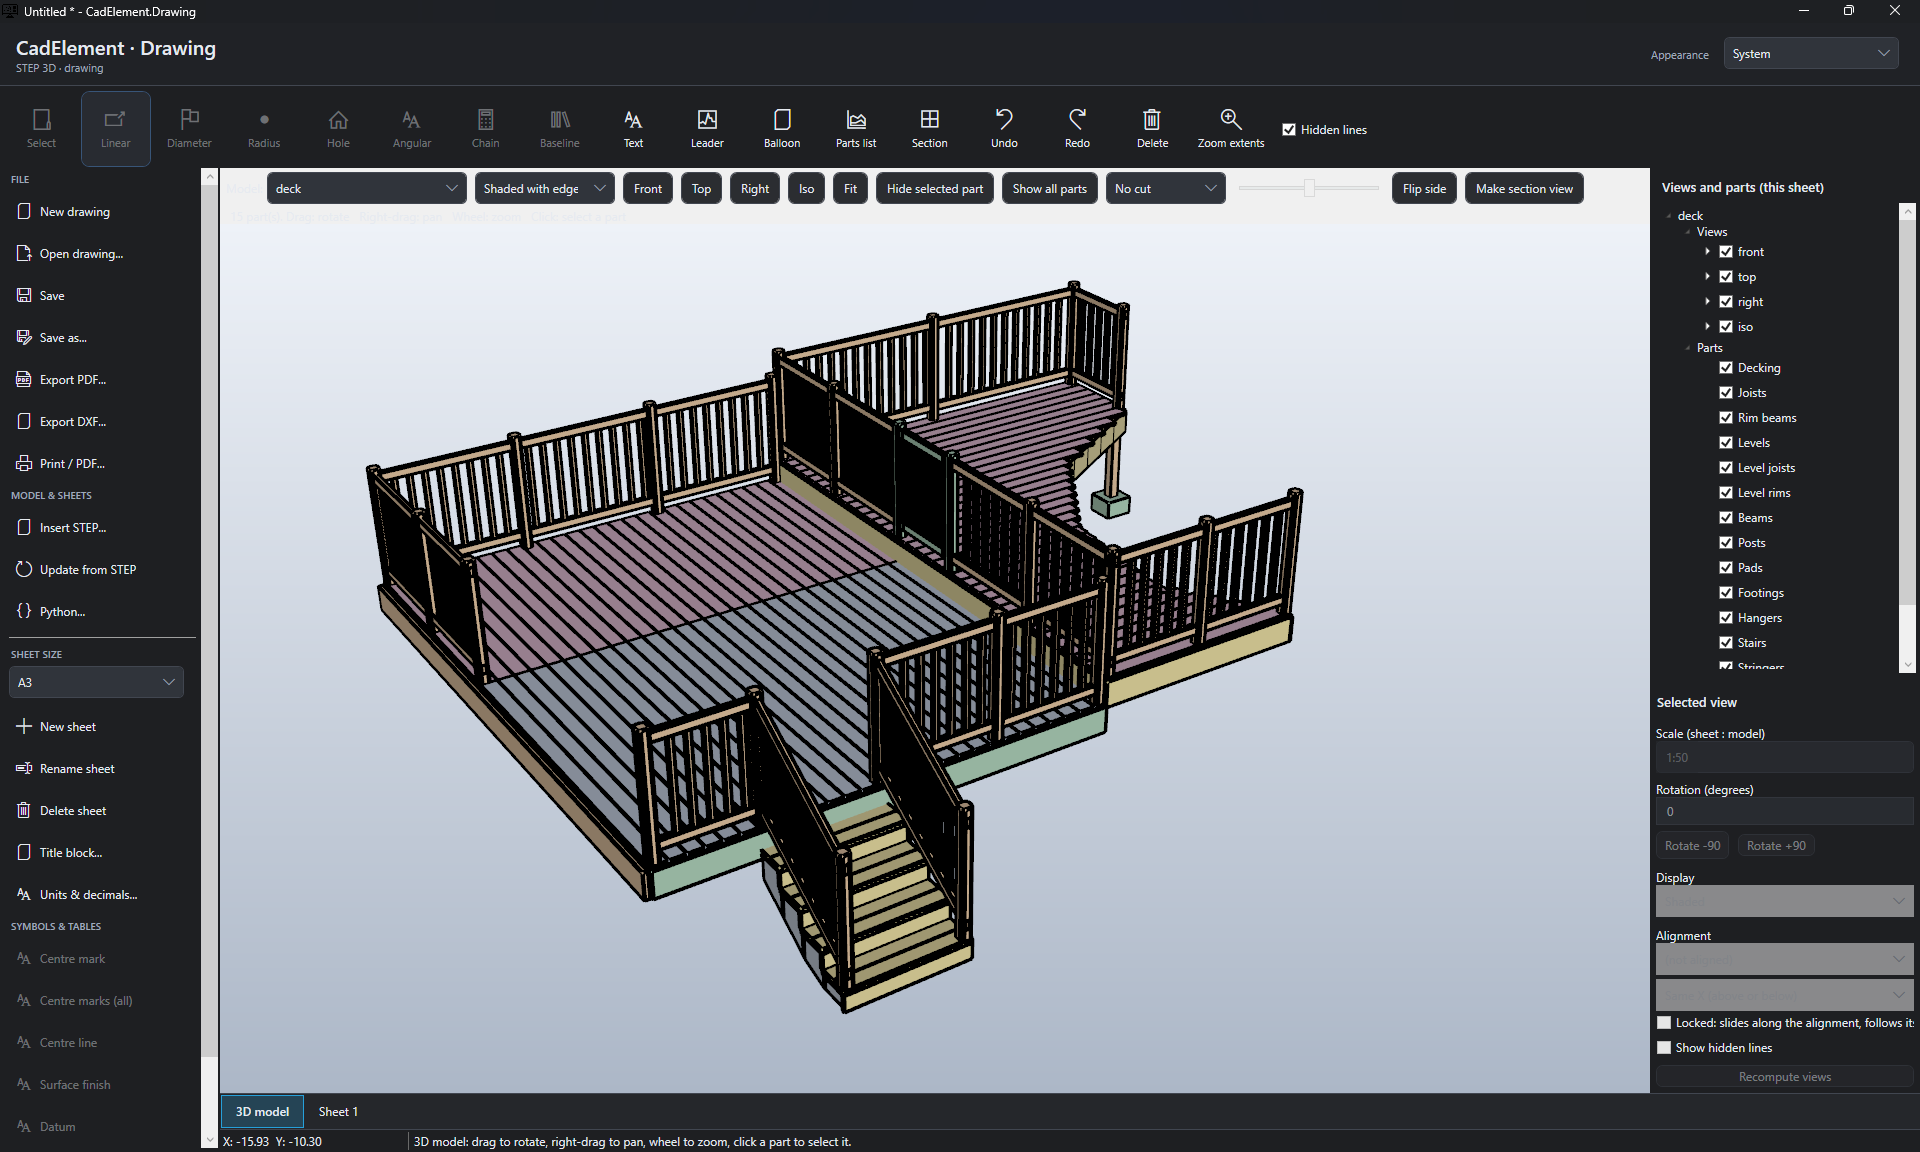 Untitled * - CadElement.Drawing
CadElement · Drawing
STEP 3D · drawing
Appearance
System
Select
Linear
Diameter
Radius
Hole
Angular
Chain
Baseline
Text
Leader
Balloon
Parts list
Section
Undo
Redo
Delete
Zoom extents
Hidden lines
FILE
New drawing
Open drawing...
Save
Save as...
Export PDF...
Export DXF...
Print / PDF...
MODEL & SHEETS
Insert STEP...
Update from STEP
Python...
SHEET SIZE
A3
New sheet
Rename sheet
Delete sheet
Title block...
Units & decimals...
SYMBOLS & TABLES
Centre mark
Centre marks (all)
Centre line
Surface finish
Datum
Model
deck
Shaded with edge
Front
Top
Right
Iso
Fit
Hide selected part
Show all parts
No cut
Flip side
Make section view
3D model
Sheet 1
X: -15.93 Y: -10.30
3D model: drag to rotate, right-drag to pan, wheel to zoom, click a part to select it.
Views and parts (this sheet)
deck
Views
front
top
right
iso
Parts
Decking
Joists
Rim beams
Levels
Level joists
Level rims
Beams
Posts
Pads
Footings
Hangers
Stairs
Stringers
Selected view
Scale (sheet : model)
1:50
Rotation (degrees)
0
Rotate -90
Rotate +90
Display
Alignment
Locked: slides along the alignment, follows it
Show hidden lines
Recompute views